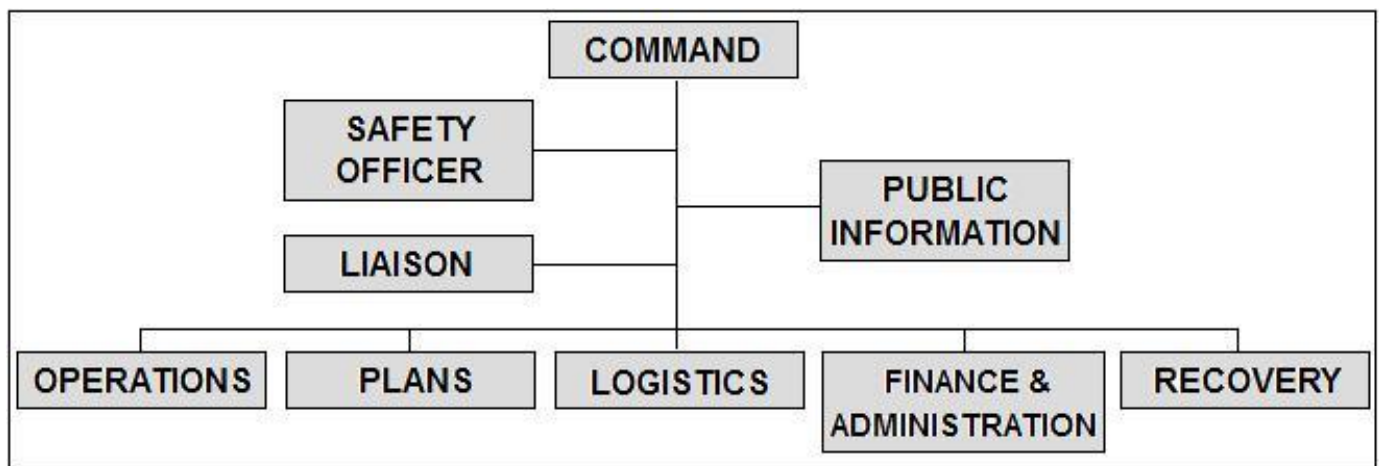 COMMAND
SAFETY
OFFICER
PUBLIC
INFORMATION
LIAISON
OPERATIONS
PLANS
LOGISTICS
FINANCE &
ADMINISTRATION
RECOVERY